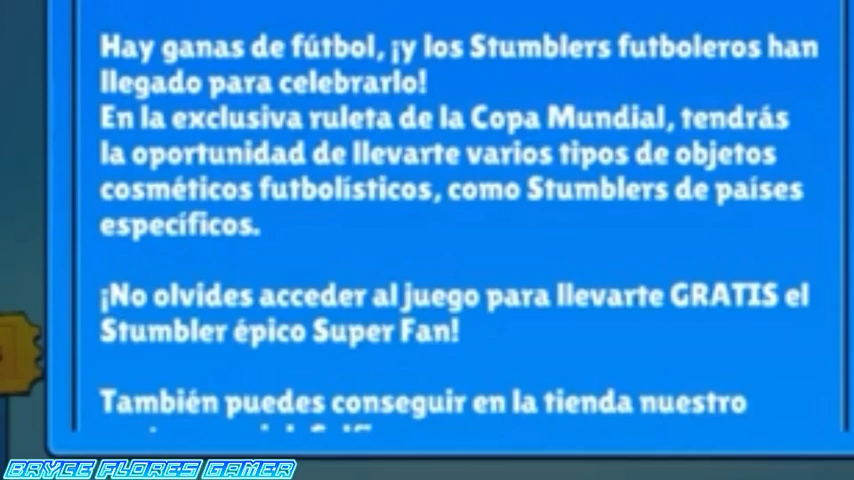 Hay ganas de fútbol, ¡y los Stumblers futboleros han
llegado para celebrarlo!
En la exclusiva ruleta de la Copa Mundial, tendrás
la oportunidad de llevarte varios tipos de objetos
cosméticos futbolísticos, como Stumblers de países
específicos.
¡No olvides acceder al juego para llevarte GRATIS el
Stumbler épico Super Fan!
También puedes conseguir en la tienda nuestro
BAYCE FLORES GAMER